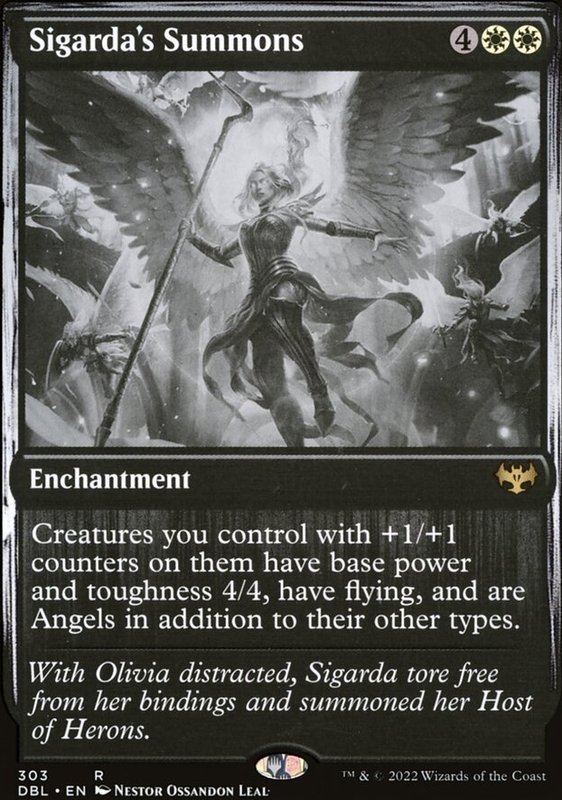 Sigarda's Summons 4
Enchantment
Creatures you control with +1/+1
counters on them have base power
and toughness 4/4, have flying, and are
Angels in addition to their other types.
With Olivia distracted, Sigarda tore free
from her bindings and summoned her Host
of Herons.
303 R
DBL • EN Nestor Ossandon Leal
™ & © 2022 Wizards of the Coast